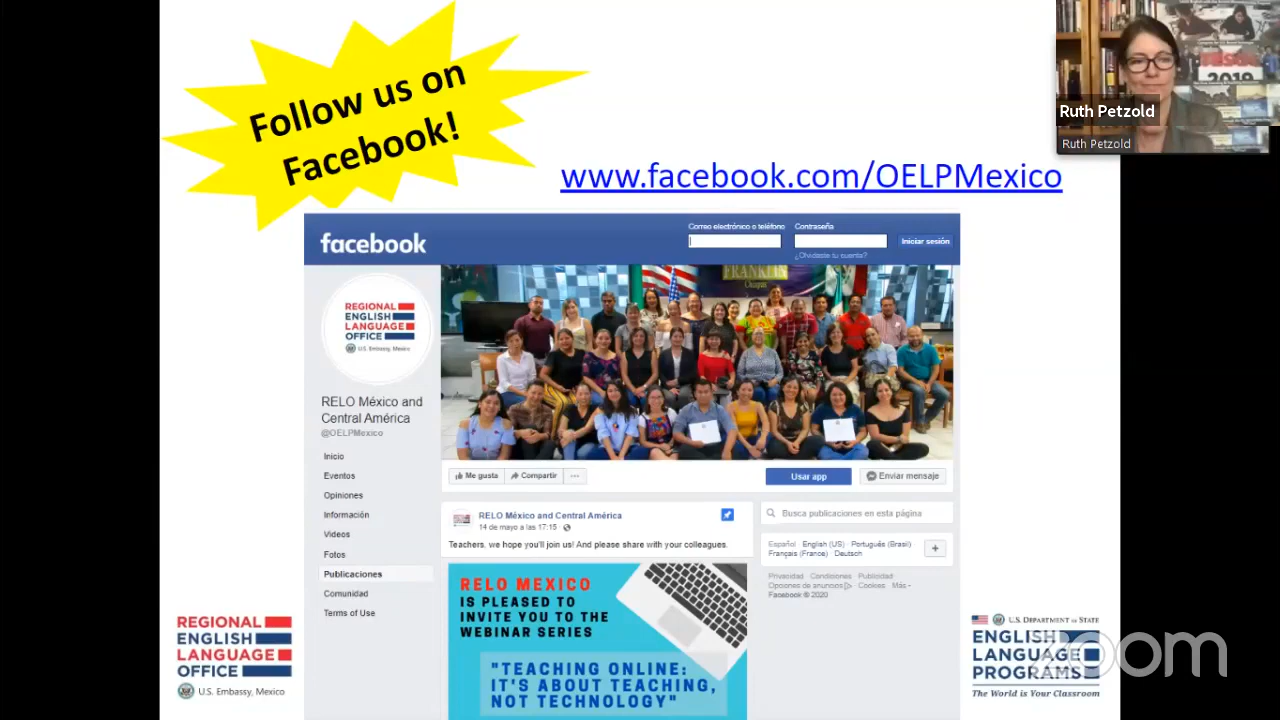 Follow us on
Facebook!
TESOL
2019
Ruth Petzold
Ruth Petzold
www.facebook.com/OELPMexico
facebook
Correo electrónico o teléfono
Contraseña
Iniciar sesión
¿Olvidaste tu cuenta?
REGIONAL
ENGLISH
LANGUAGE
OFFICE
U.S. Embassy, Mexico
FRANKLIN
RELO México and
Central América
@OELPMexico
Inicio
Eventos
Opiniones
Información
Videos
Fotos
Publicaciones
Comunidad
Terms of Use
Me gusta
Compartir
...
Usar app
Enviar mensaje
RELO México and Central América
14 de mayo a las 17:15
Teachers, we hope you'll join us! And please share with your colleagues.
Busca publicaciones en esta página
Español · English (US) · Português (Brasil) ·
Français (France) · Deutsch
+
Privacidad · Condiciones · Publicidad ·
Opciones de anuncios · Cookies · Más
Facebook © 2020
RELO MEXICO
IS PLEASED TO
INVITE YOU TO THE
WEBINAR SERIES
"TEACHING ONLINE:
IT'S ABOUT TEACHING,
NOT TECHNOLOGY"
REGIONAL
ENGLISH
LANGUAGE
OFFICE
U.S. Embassy, Mexico
U.S. DEPARTMENT OF STATE
ENGLISH
LANGUAGE
PROGRAMS
The World is Your Classroom
zoom